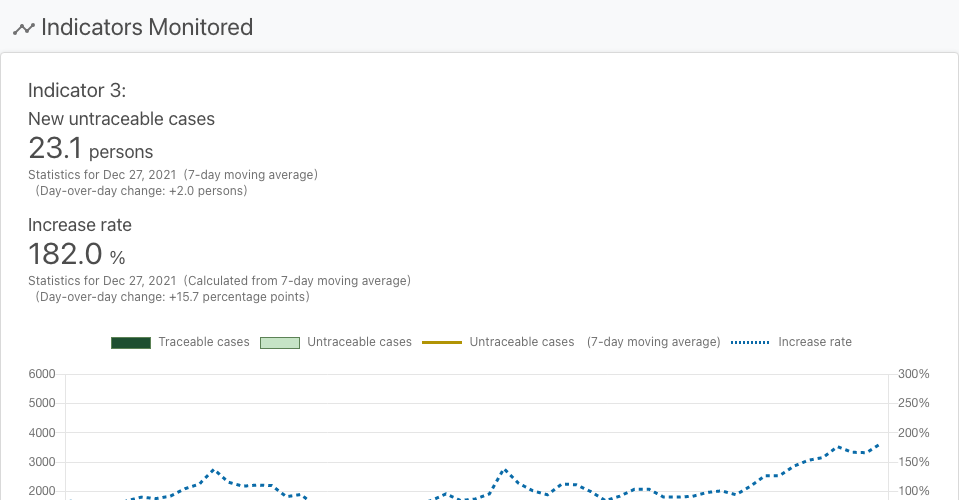 Indicators Monitored
Indicator 3:
New untraceable cases
23.1 persons
Statistics for Dec 27, 2021 (7-day moving average)
(Day-over-day change: +2.0 persons)
Increase rate
182.0 %
Statistics for Dec 27, 2021 (Calculated from 7-day moving average)
(Day-over-day change: +15.7 percentage points)
Traceable cases Untraceable cases Untraceable cases (7-day moving average) Increase rate
6000 300%
5000 250%
4000 200%
3000 150%
2000 100%